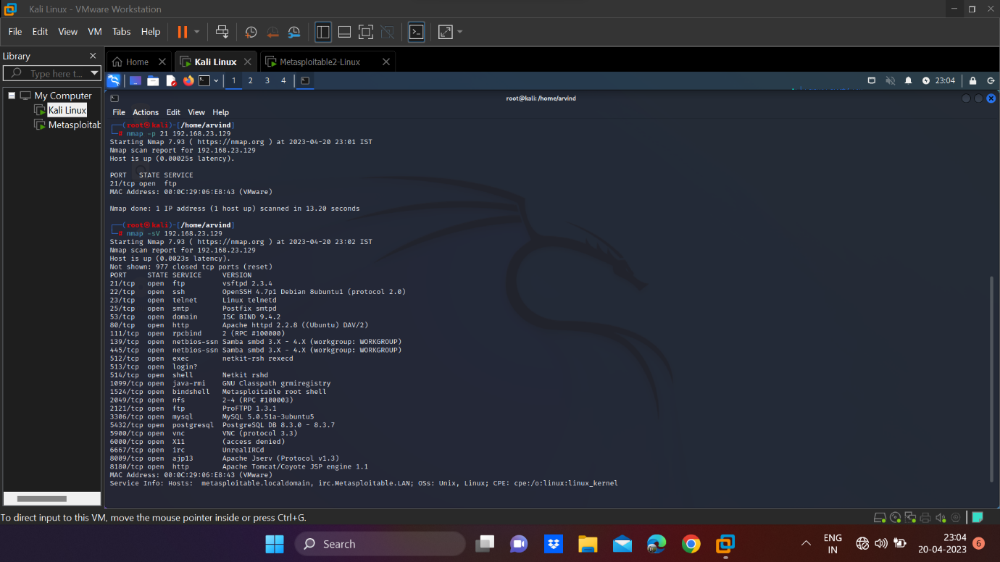 Kali Linux - VMware Workstation
File Edit View VM Tabs Help
Library
Home
Kali Linux
Metasploitable2-Linux
Type here t...
1 2 3 4
23:04
My Computer
Kali Linux
Metasploitab
root@kali: /home/arvind
File Actions Edit View Help
(root㉿kali)-[/home/arvind]
# nmap -p 21 192.168.23.129
Starting Nmap 7.93 ( https://nmap.org ) at 2023-04-20 23:01 IST
Nmap scan report for 192.168.23.129
Host is up (0.00025s latency).
PORT STATE SERVICE
21/tcp open ftp
MAC Address: 00:0C:29:06:E8:43 (VMware)
Nmap done: 1 IP address (1 host up) scanned in 13.20 seconds
(root㉿kali)-[/home/arvind]
# nmap -sV 192.168.23.129
Starting Nmap 7.93 ( https://nmap.org ) at 2023-04-20 23:02 IST
Nmap scan report for 192.168.23.129
Host is up (0.0023s latency).
Not shown: 977 closed tcp ports (reset)
PORT STATE SERVICE VERSION
21/tcp open ftp vsftpd 2.3.4
22/tcp open ssh OpenSSH 4.7p1 Debian 8ubuntu1 (protocol 2.0)
23/tcp open telnet Linux telnetd
25/tcp open smtp Postfix smtpd
53/tcp open domain ISC BIND 9.4.2
80/tcp open http Apache httpd 2.2.8 ((Ubuntu) DAV/2)
111/tcp open rpcbind 2 (RPC #100000)
139/tcp open netbios-ssn Samba smbd 3.X - 4.X (workgroup: WORKGROUP)
445/tcp open netbios-ssn Samba smbd 3.X - 4.X (workgroup: WORKGROUP)
512/tcp open exec netkit-rsh rexecd
513/tcp open login?
514/tcp open shell Netkit rshd
1099/tcp open java-rmi GNU Classpath grmiregistry
1524/tcp open bindshell Metasploitable root shell
2049/tcp open nfs 2-4 (RPC #100003)
2121/tcp open ftp ProFTPD 1.3.1
3306/tcp open mysql MySQL 5.0.51a-3ubuntu5
5432/tcp open postgresql PostgreSQL DB 8.3.0 - 8.3.7
5900/tcp open vnc VNC (protocol 3.3)
6000/tcp open X11 (access denied)
6667/tcp open irc UnrealIRCd
8009/tcp open ajp13 Apache Jserv (Protocol v1.3)
8180/tcp open http Apache Tomcat/Coyote JSP engine 1.1
MAC Address: 00:0C:29:06:E8:43 (VMware)
Service Info: Hosts: metasploitable.localdomain, irc.Metasploitable.LAN; OSs: Unix, Linux; CPE: cpe:/o:linux:linux_kernel
To direct input to this VM, move the mouse pointer inside or press Ctrl+G.
Search
ENG
IN
23:04
20-04-2023
6